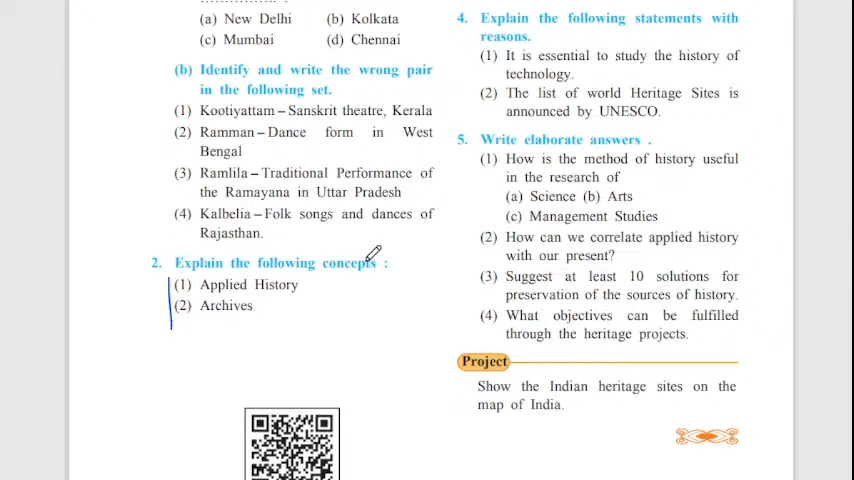 (a) New Delhi (b) Kolkata
(c) Mumbai (d) Chennai
(b) Identify and write the wrong pair
in the following set.
(1) Kootiyattam – Sanskrit theatre, Kerala
(2) Ramman – Dance form in West
Bengal
(3) Ramlila – Traditional Performance of
the Ramayana in Uttar Pradesh
(4) Kalbelia – Folk songs and dances of
Rajasthan.
2. Explain the following concepts :
(1) Applied History
(2) Archives
4. Explain the following statements with
reasons.
(1) It is essential to study the history of
technology.
(2) The list of world Heritage Sites is
announced by UNESCO.
5. Write elaborate answers .
(1) How is the method of history useful
in the research of
(a) Science (b) Arts
(c) Management Studies
(2) How can we correlate applied history
with our present?
(3) Suggest at least 10 solutions for
preservation of the sources of history.
(4) What objectives can be fulfilled
through the heritage projects.
Project
Show the Indian heritage sites on the
map of India.